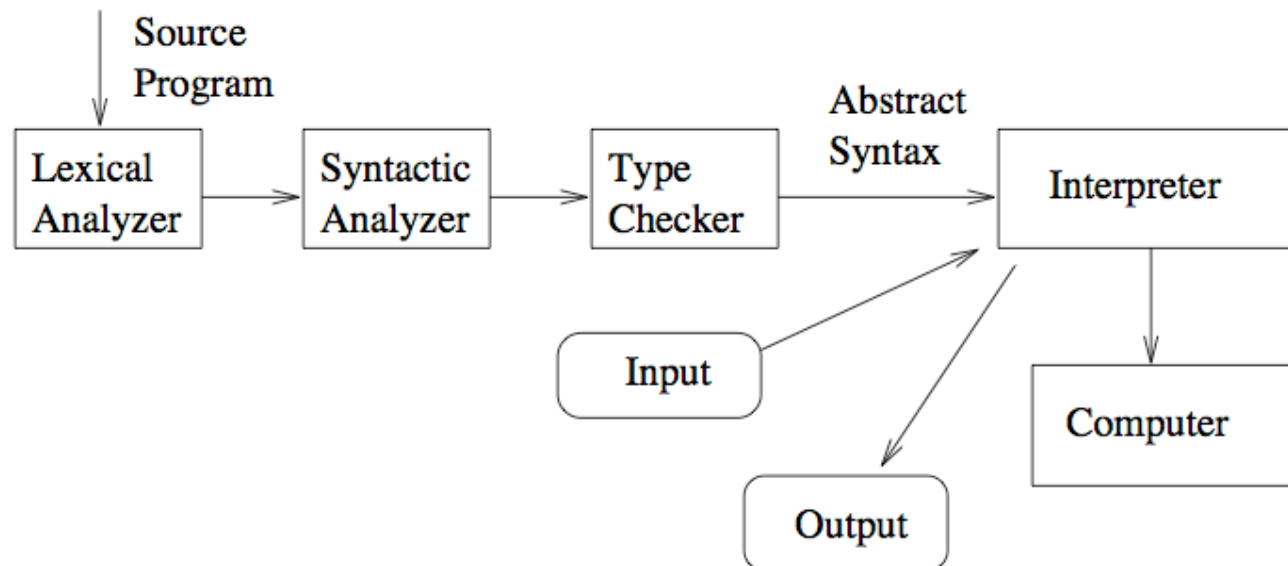 Source
Program
Lexical
Analyzer
Syntactic
Analyzer
Type
Checker
Abstract
Syntax
Interpreter
Input
Computer
Output